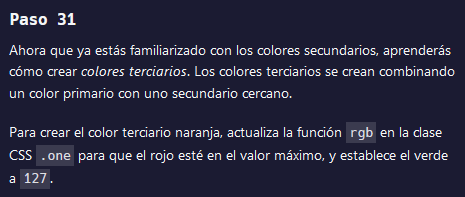 Paso 31
Ahora que ya estás familiarizado con los colores secundarios, aprenderás
cómo crear colores terciarios. Los colores terciarios se crean combinando
un color primario con uno secundario cercano.
Para crear el color terciario naranja, actualiza la función rgb en la clase
CSS .one para que el rojo esté en el valor máximo, y establece el verde
a 127.